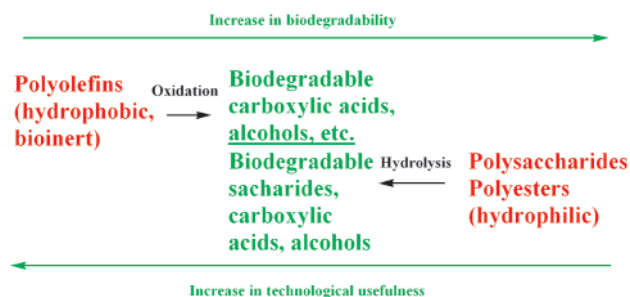 Increase in biodegradability
Polyolefins
(hydrophobic,
bioinert)
Oxidation
Biodegradable
carboxylic acids,
alcohols, etc.
Biodegradable
sacharides,
carboxylic
acids, alcohols
Hydrolysis
Polysaccharides
Polyesters
(hydrophilic)
Increase in technological usefulness